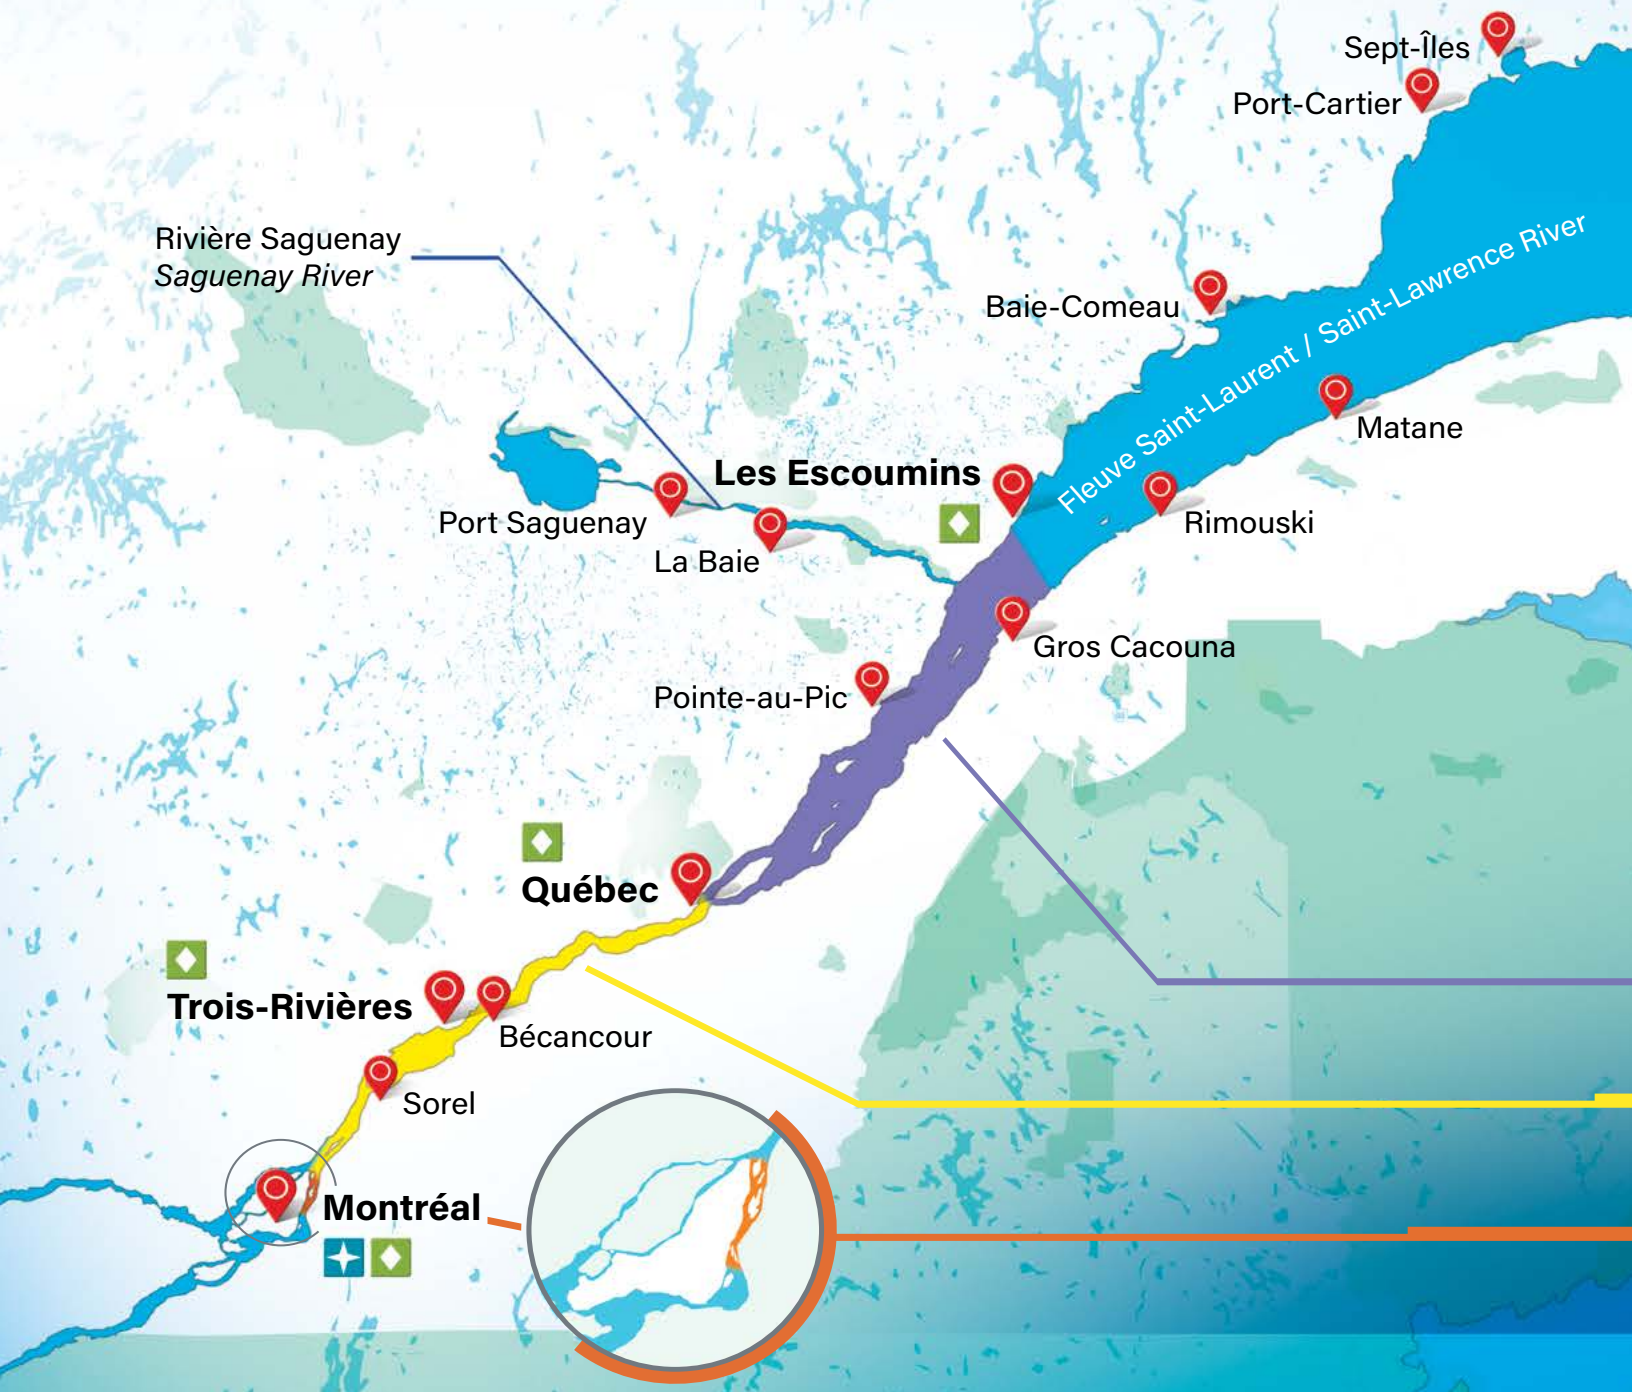 Sept-Îles
Port-Cartier
Rivière Saguenay
Saguenay River
Baie-Comeau
Fleuve Saint-Laurent / Saint-Lawrence River
Matane
Les Escoumins
Port Saguenay
Rimouski
La Baie
Gros Cacouna
Pointe-au-Pic
Québec
Trois-Rivières
Bécancour
Sorel
Montréal